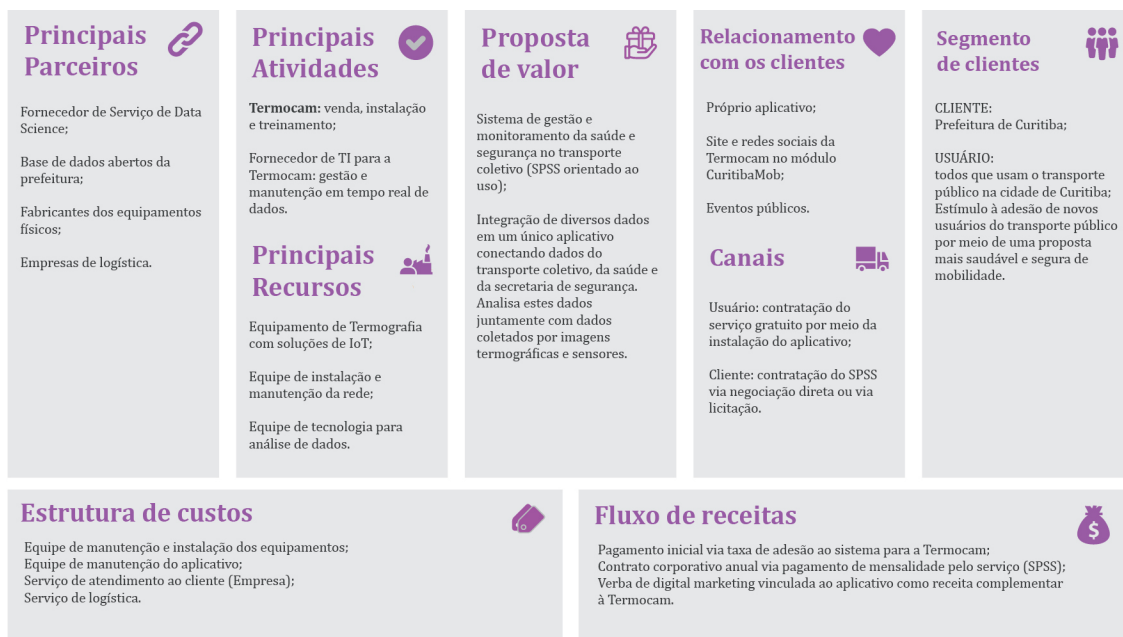 Principais
Parceiros
Fornecedor de Serviço de Data
Science;
Base de dados abertos da
prefeitura;
Fabricantes dos equipamentos
físicos;
Empresas de logística.
Principais
Atividades
Termocam: venda, instalação
e treinamento;
Fornecedor de TI para a
Termocam: gestão e
manutenção em tempo real de
dados.
Principais
Recursos
Equipamento de Termografia
com soluções de IoT;
Equipe de instalação e
manutenção da rede;
Equipe de tecnologia para
análise de dados.
Proposta
de valor
Sistema de gestão e
monitoramento da saúde e
segurança no transporte
coletivo (SPSS orientado ao
uso);
Integração de diversos dados
em um único aplicativo
conectando dados do
transporte coletivo, da saúde e
da secretaria de segurança.
Analisa estes dados
juntamente com dados
coletados por imagens
termográficas e sensores.
Relacionamento
com os clientes
Próprio aplicativo;
Site e redes sociais da
Termocam no módulo
CuritibaMob;
Eventos públicos.
Canais
Usuário: contratação do
serviço gratuito por meio da
instalação do aplicativo;
Cliente: contratação do SPSS
via negociação direta ou via
licitação.
Segmento
de clientes
CLIENTE:
Prefeitura de Curitiba;
USUÁRIO:
todos que usam o transporte
público na cidade de Curitiba;
Estímulo à adesão de novos
usuários do transporte público
por meio de uma proposta
mais saudável e segura de
mobilidade.
Estrutura de custos
Equipe de manutenção e instalação dos equipamentos;
Equipe de manutenção do aplicativo;
Serviço de atendimento ao cliente (Empresa);
Serviço de logística.
Fluxo de receitas
$
Pagamento inicial via taxa de adesão ao sistema para a Termocam;
Contrato corporativo anual via pagamento de mensalidade pelo serviço (SPSS);
Verba de digital marketing vinculada ao aplicativo como receita complementar
à Termocam.